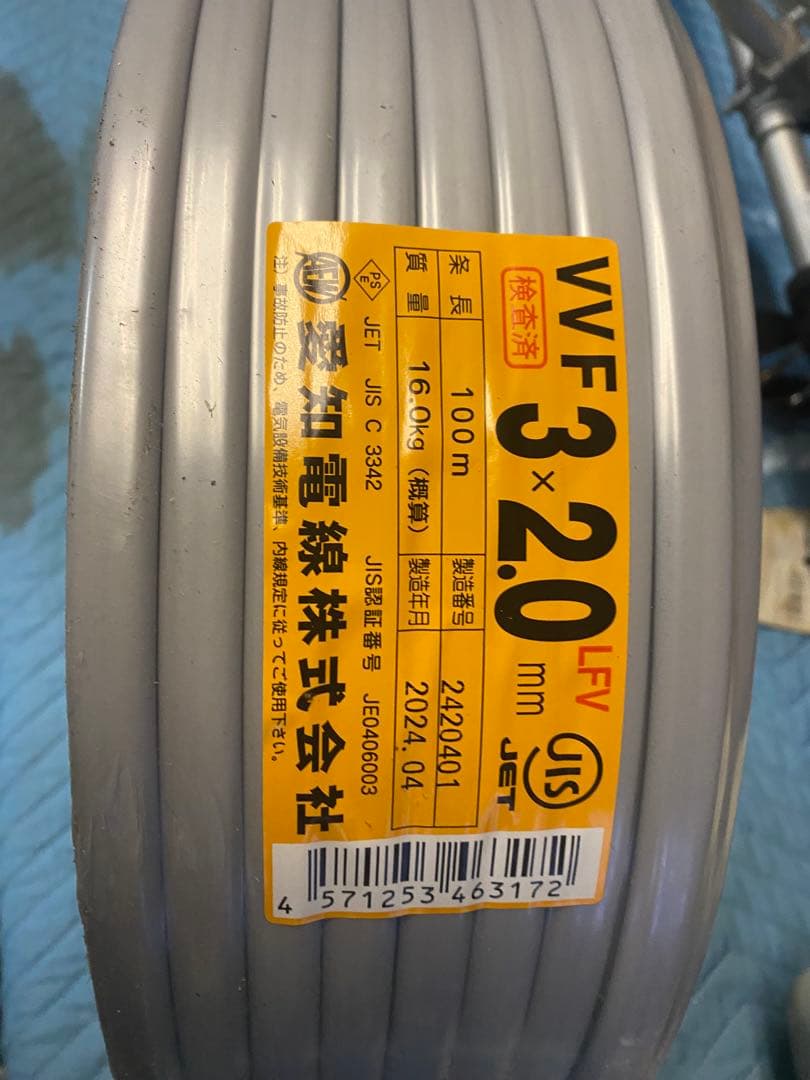 VVF 3×2.0 mm
LFV
検査済
JIS
JET
条長 100m 製造番号 2420401
質量 16.0kg (概算) 製造年月 2024.04
PSE JET JIS C 3342 JIS認証番号 JE0406003
AEW 愛知電線株式会社
注)事故防止のため、電気設備技術基準、内線規定に従ってご使用下さい。
4 571253 463172